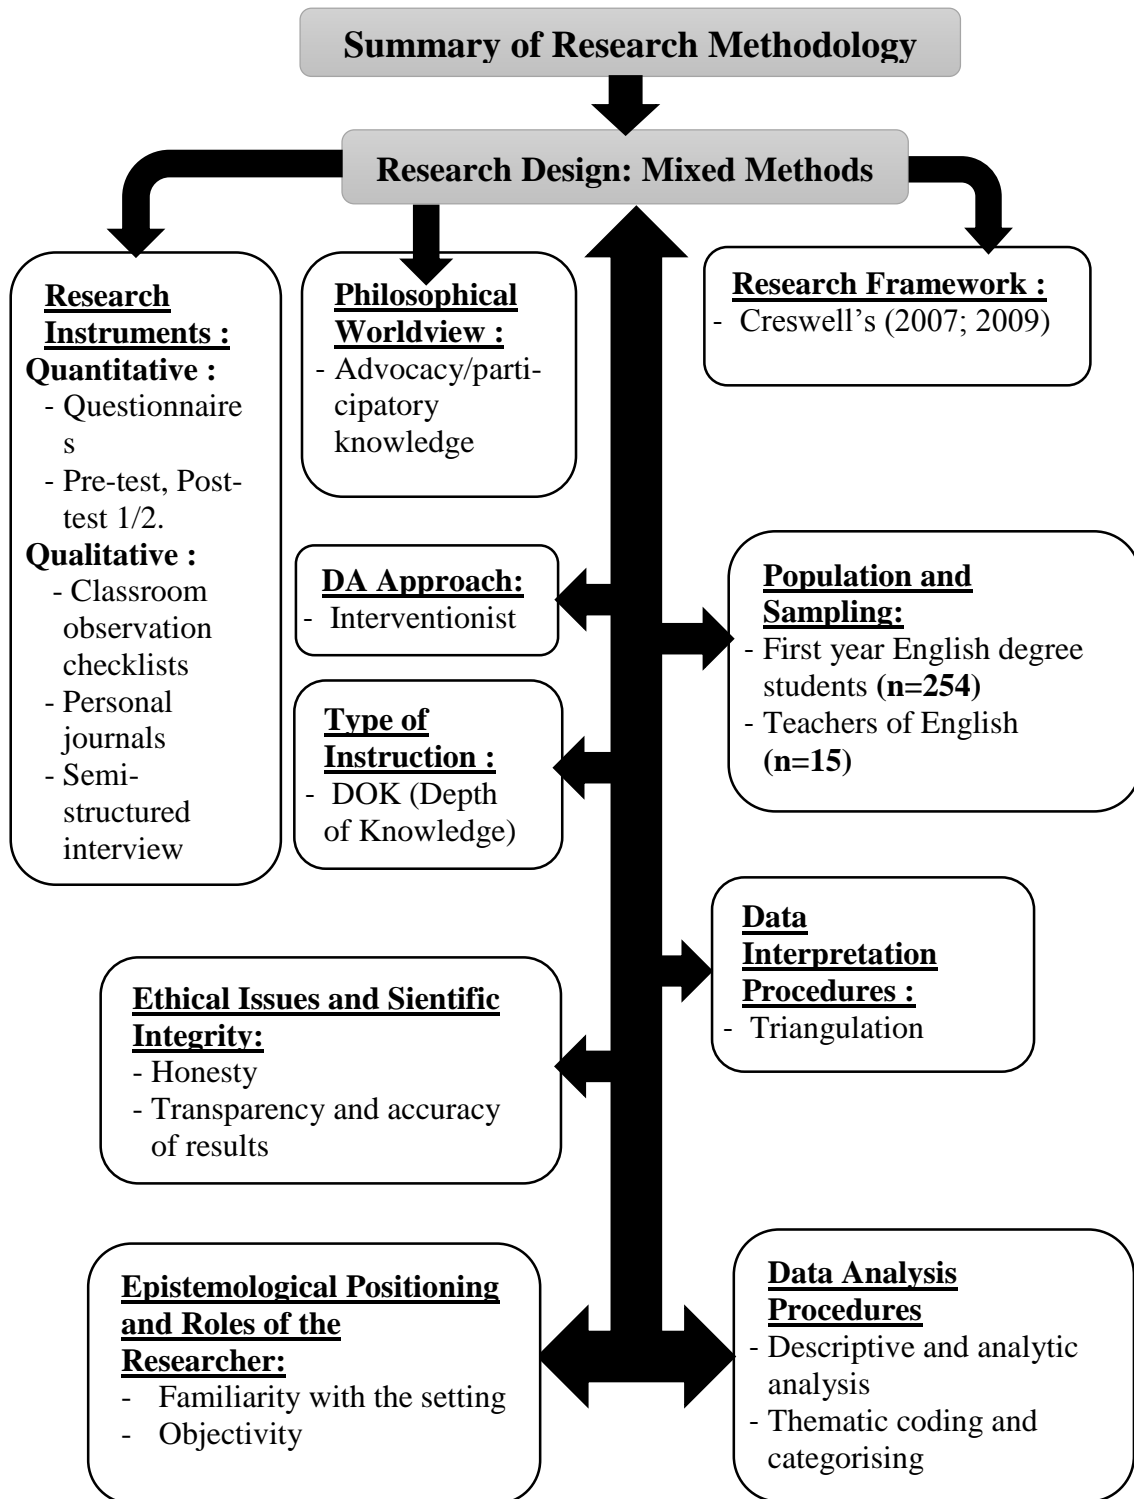 Summary of Research Methodology
Research Design: Mixed Methods
Research
Instruments :
Quantitative :
- Questionnaire
s
- Pre-test, Post-
test 1/2.
Qualitative :
- Classroom
observation
checklists
- Personal
journals
- Semi-
structured
interview
Philosophical
Worldview :
- Advocacy/parti-
cipatory
knowledge
Research Framework :
- Creswell’s (2007; 2009)
DA Approach:
- Interventionist
Population and
Sampling:
- First year English degree
students (n=254)
- Teachers of English
(n=15)
Type of
Instruction :
- DOK (Depth
of Knowledge)
Data
Interpretation
Procedures :
- Triangulation
Ethical Issues and Sientific
Integrity:
- Honesty
- Transparency and accuracy
of results
Epistemological Positioning
and Roles of the
Researcher:
- Familiarity with the setting
- Objectivity
Data Analysis
Procedures
- Descriptive and analytic
analysis
- Thematic coding and
categorising